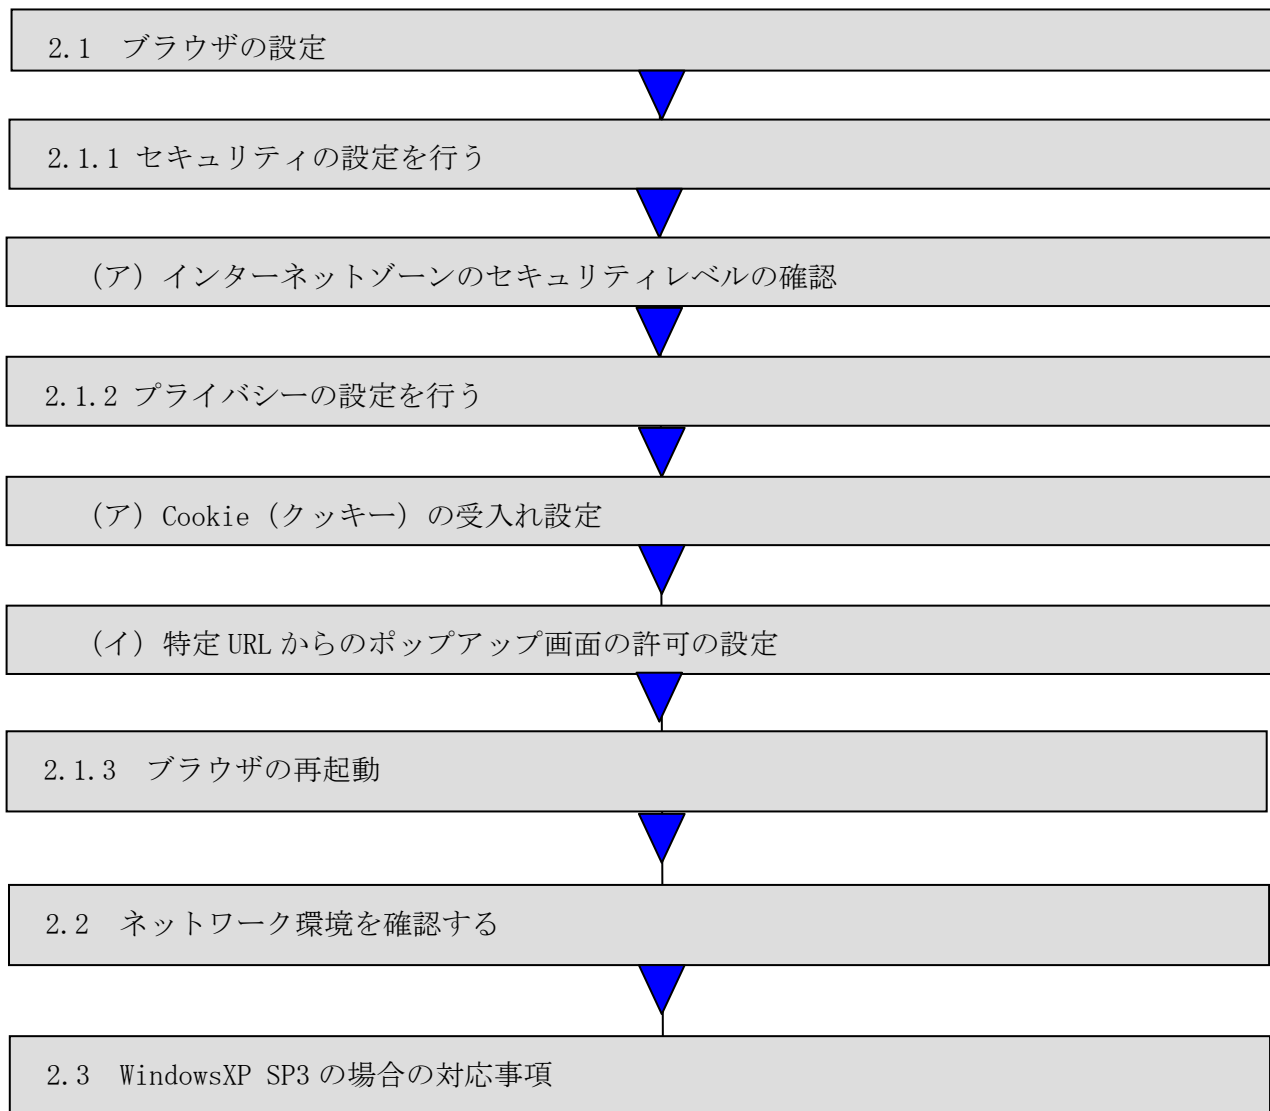 2.1　ブラウザの設定
2.1.1 セキュリティの設定を行う
（ア）インターネットゾーンのセキュリティレベルの確認
2.1.2 プライバシーの設定を行う
（ア）Cookie（クッキー）の受入れ設定
（イ）特定 URL からのポップアップ画面の許可の設定
2.1.3　ブラウザの再起動
2.2　ネットワーク環境を確認する
2.3　WindowsXP SP3 の場合の対応事項